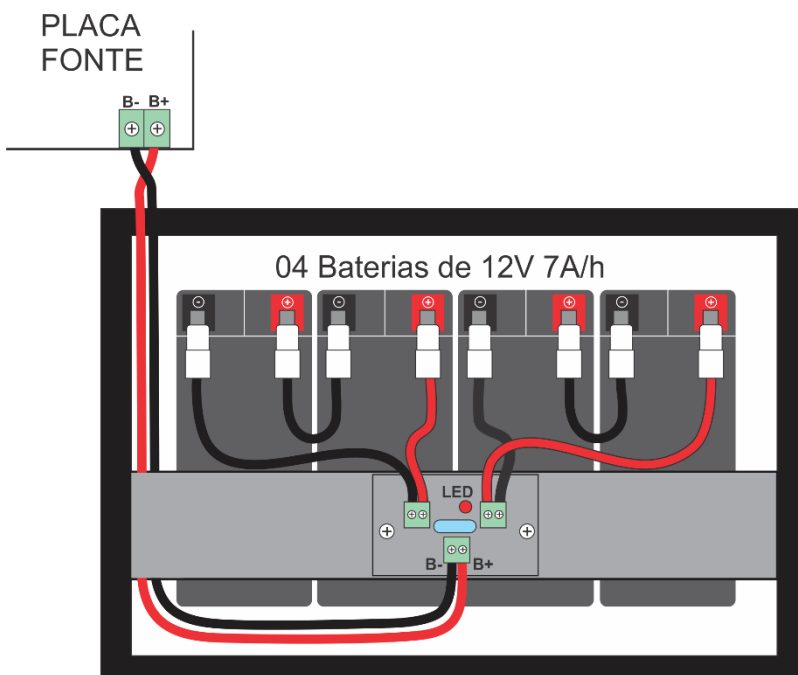 PLACA
FONTE
B- B+
04 Baterias de 12V 7A/h
LED
B- B+